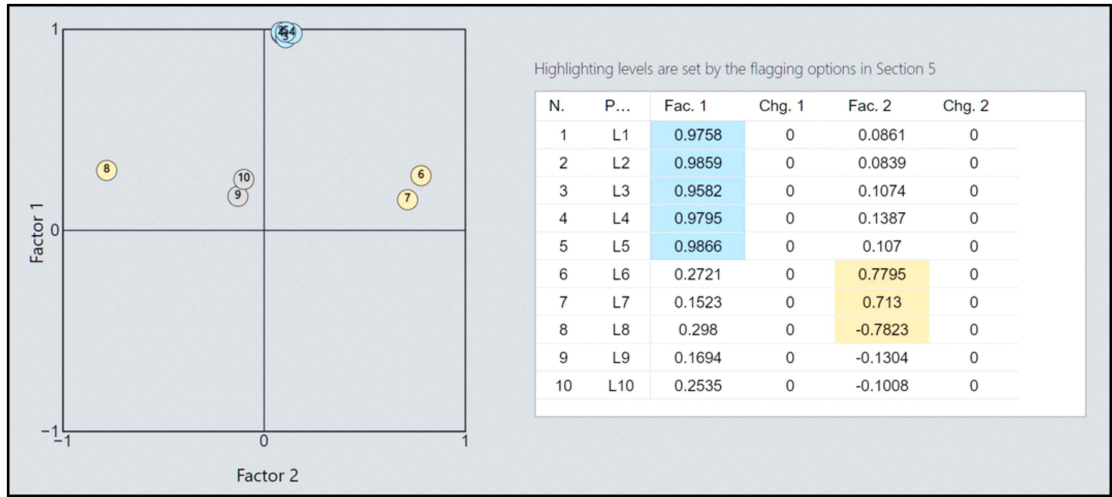 1
0
−1
−1
0
1
Factor 1
Factor 2
5
4
3
8
10
9
6
7
Highlighting levels are set by the flagging options in Section 5
N. P... Fac. 1 Chg. 1 Fac. 2 Chg. 2
1 L1 0.9758 0 0.0861 0
2 L2 0.9859 0 0.0839 0
3 L3 0.9582 0 0.1074 0
4 L4 0.9795 0 0.1387 0
5 L5 0.9866 0 0.107 0
6 L6 0.2721 0 0.7795 0
7 L7 0.1523 0 0.713 0
8 L8 0.298 0 -0.7823 0
9 L9 0.1694 0 -0.1304 0
10 L10 0.2535 0 -0.1008 0